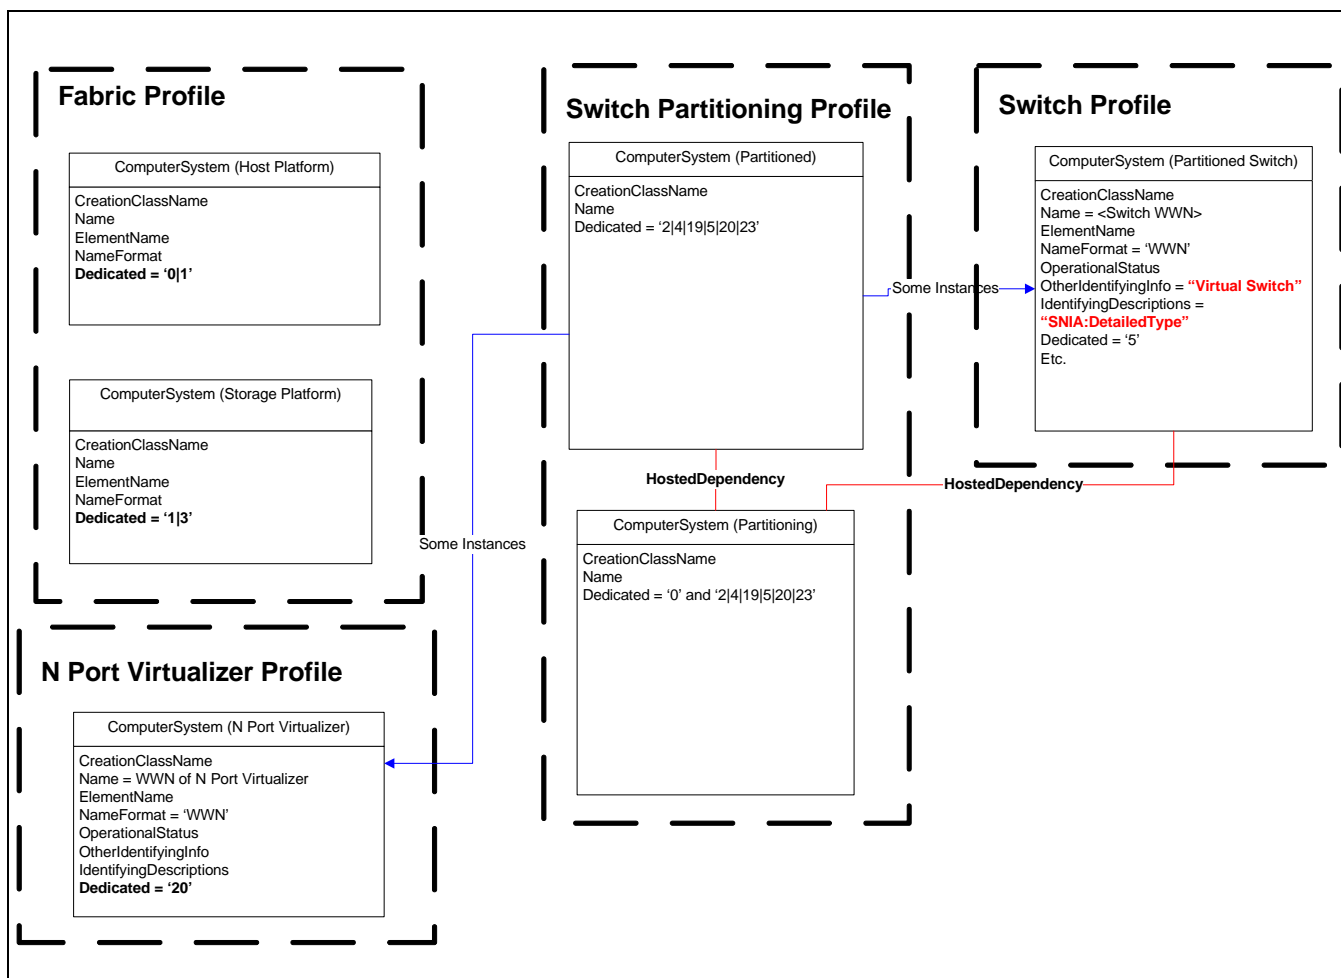 Fabric Profile
ComputerSystem (Host Platform)
CreationClassName
Name
ElementName
NameFormat
Dedicated = ‘0|1’
ComputerSystem (Storage Platform)
CreationClassName
Name
ElementName
NameFormat
Dedicated = ‘1|3’
N Port Virtualizer Profile
ComputerSystem (N Port Virtualizer)
CreationClassName
Name = WWN of N Port Virtualizer
ElementName
NameFormat = ‘WWN’
OperationalStatus
OtherIdentifyingInfo
IdentifyingDescriptions
Dedicated = ‘20’
Some Instances
Switch Partitioning Profile
ComputerSystem (Partitioned)
CreationClassName
Name
Dedicated = ‘2|4|19|5|20|23’
HostedDependency
ComputerSystem (Partitioning)
CreationClassName
Name
Dedicated = ‘0’ and ‘2|4|19|5|20|23’
Some Instances
HostedDependency
Switch Profile
ComputerSystem (Partitioned Switch)
CreationClassName
Name = <Switch WWN>
ElementName
NameFormat = ‘WWN’
OperationalStatus
OtherIdentifyingInfo = “Virtual Switch”
IdentifyingDescriptions =
“SNIA:DetailedType”
Dedicated = ‘5’
Etc.